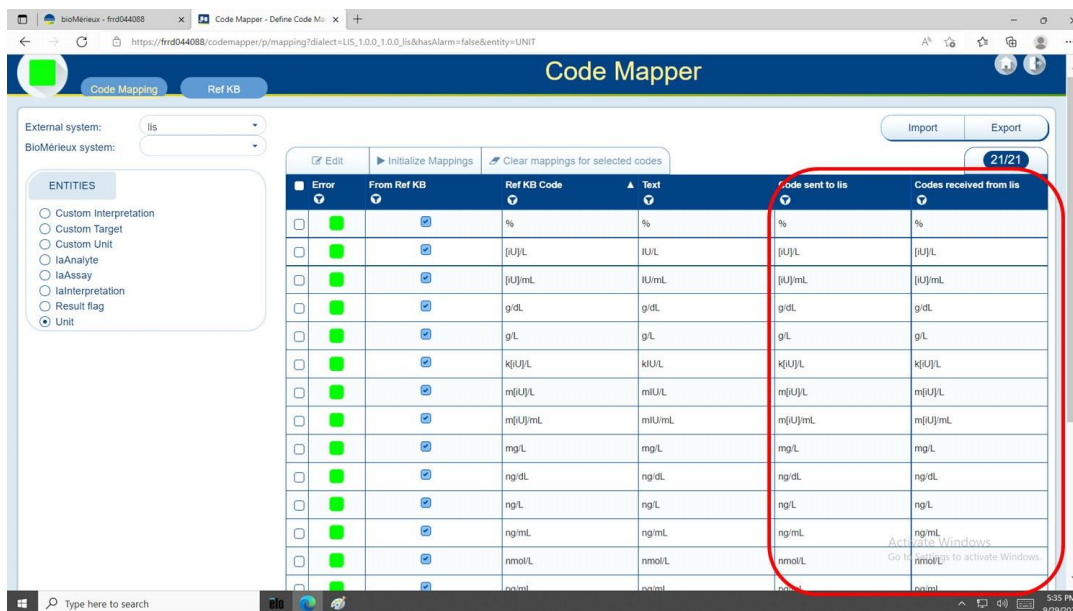 bioMérieux - frrd044088
Code Mapper - Define Code Ma
https://frrd044088/codemapper/p/mapping?dialect=LIS_1.0.0_1.0.0_lis&hasAlarm=false&entity=UNIT
Code Mapper
Code Mapping Ref KB
External system: lis
BioMérieux system:
Import Export
Edit Initialize Mappings Clear mappings for selected codes 21/21
ENTITIES
Custom Interpretation
Custom Target
Custom Unit
IaAnalyte
IaAssay
IaInterpretation
Result flag
Unit
Error From Ref KB Ref KB Code Text Code sent to lis Codes received from lis
% % % %
[iU]/L IU/L [iU]/L [iU]/L
[iU]/mL IU/mL [iU]/mL [iU]/mL
g/dL g/dL g/dL g/dL
g/L g/L g/L g/L
k[iU]/L kIU/L k[iU]/L k[iU]/L
m[iU]/L mIU/L m[iU]/L m[iU]/L
m[iU]/mL mIU/mL m[iU]/mL m[iU]/mL
mg/L mg/L mg/L mg/L
ng/dL ng/dL ng/dL ng/dL
ng/L ng/L ng/L ng/L
ng/mL ng/mL ng/mL ng/mL
nmol/L nmol/L nmol/L nmol/L
Activate Windows
Go to Settings to activate Windows.
Type here to search
elo
5:35 PM